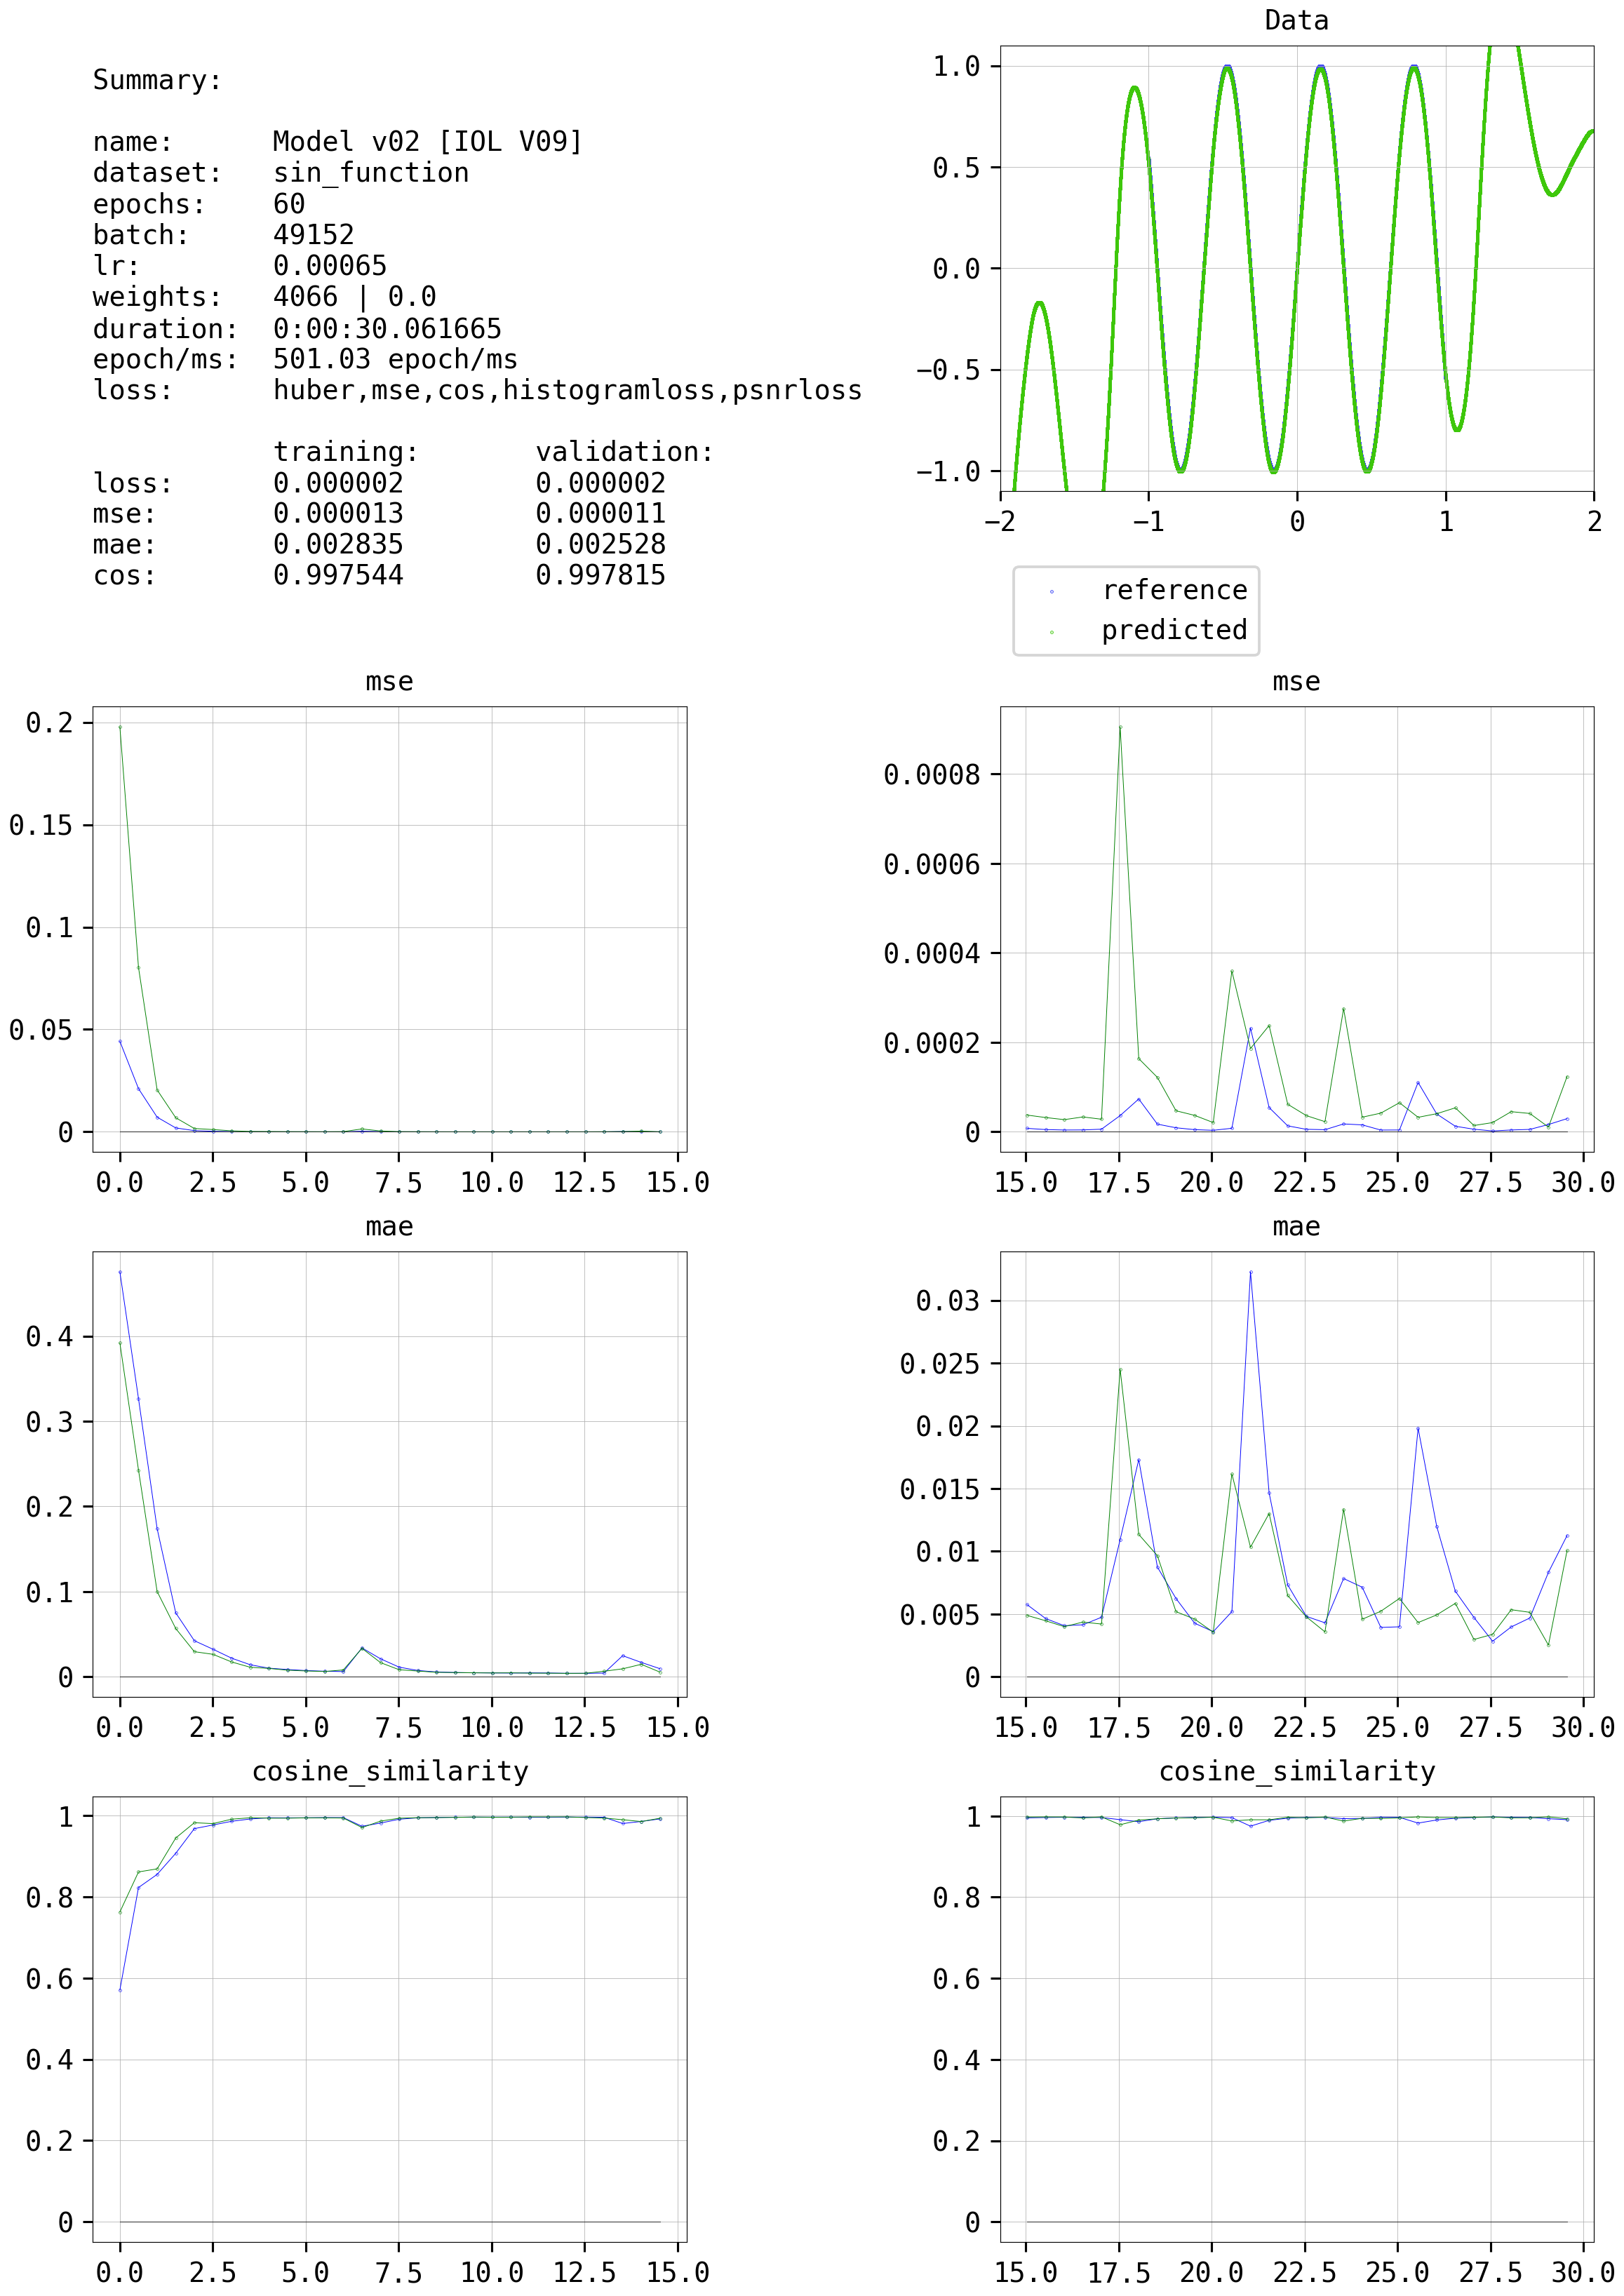 Summary:
name: Model v02 [IOL V09]
dataset: sin_function
epochs: 60
batch: 49152
lr: 0.00065
weights: 4066 | 0.0
duration: 0:00:30.061665
epoch/ms: 501.03 epoch/ms
loss: huber,mse,cos,histogramloss,psnrloss
training: validation:
loss: 0.000002 0.000002
mse: 0.000013 0.000011
mae: 0.002835 0.002528
cos: 0.997544 0.997815
Data
1.0
0.5
0.0
−0.5
−1.0
−2 −1 0 1 2
reference
predicted
mse
0.2
0.15
0.1
0.05
0
0.0 2.5 5.0 7.5 10.0 12.5 15.0
mse
0.0008
0.0006
0.0004
0.0002
0
15.0 17.5 20.0 22.5 25.0 27.5 30.0
mae
0.4
0.3
0.2
0.1
0
0.0 2.5 5.0 7.5 10.0 12.5 15.0
mae
0.03
0.025
0.02
0.015
0.01
0.005
0
15.0 17.5 20.0 22.5 25.0 27.5 30.0
cosine_similarity
1
0.8
0.6
0.4
0.2
0
0.0 2.5 5.0 7.5 10.0 12.5 15.0
cosine_similarity
1
0.8
0.6
0.4
0.2
0
15.0 17.5 20.0 22.5 25.0 27.5 30.0